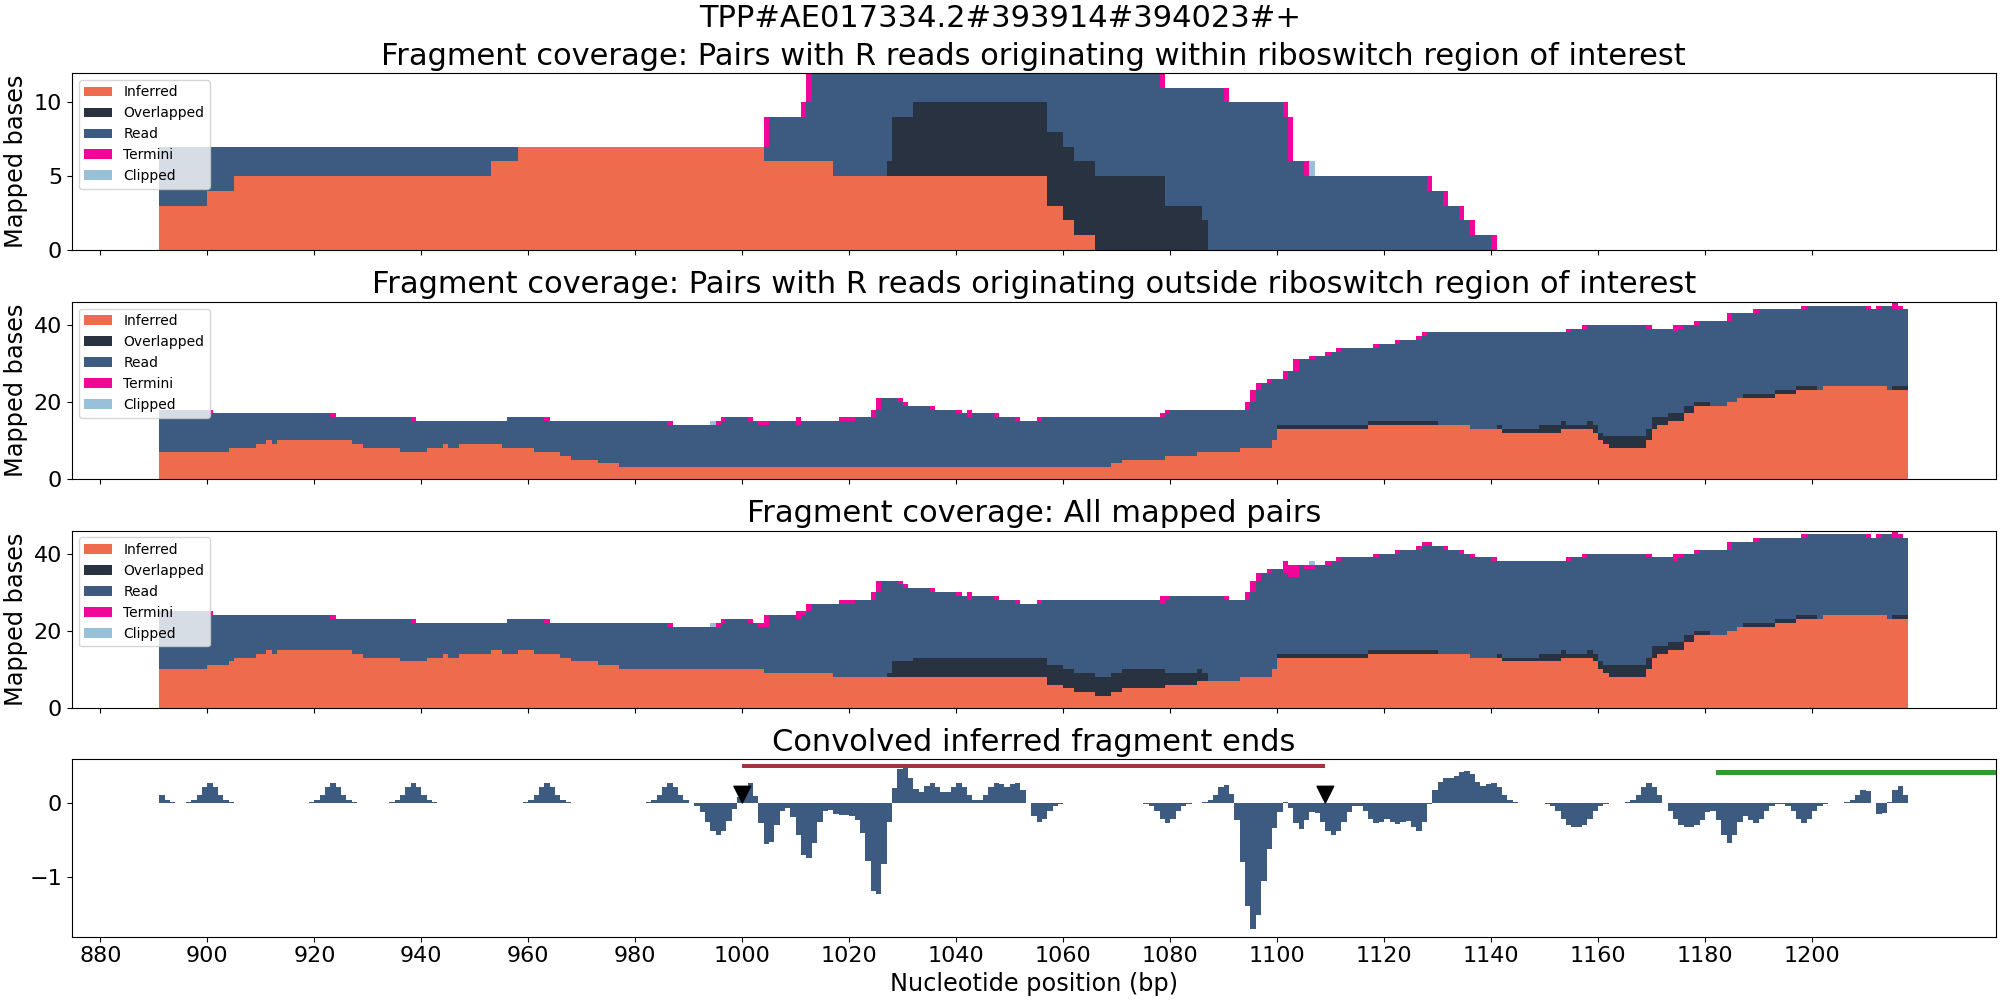 TPP#AE017334.2#393914#394023#+
Fragment coverage: Pairs with R reads originating within riboswitch region of interest
Mapped bases
10
5
0
Inferred
Overlapped
Read
Termini
Clipped
Fragment coverage: Pairs with R reads originating outside riboswitch region of interest
Mapped bases
40
20
0
Inferred
Overlapped
Read
Termini
Clipped
Fragment coverage: All mapped pairs
Mapped bases
40
20
0
Inferred
Overlapped
Read
Termini
Clipped
Convolved inferred fragment ends
0
−1
880 900 920 940 960 980 1000 1020 1040 1060 1080 1100 1120 1140 1160 1180 1200
Nucleotide position (bp)